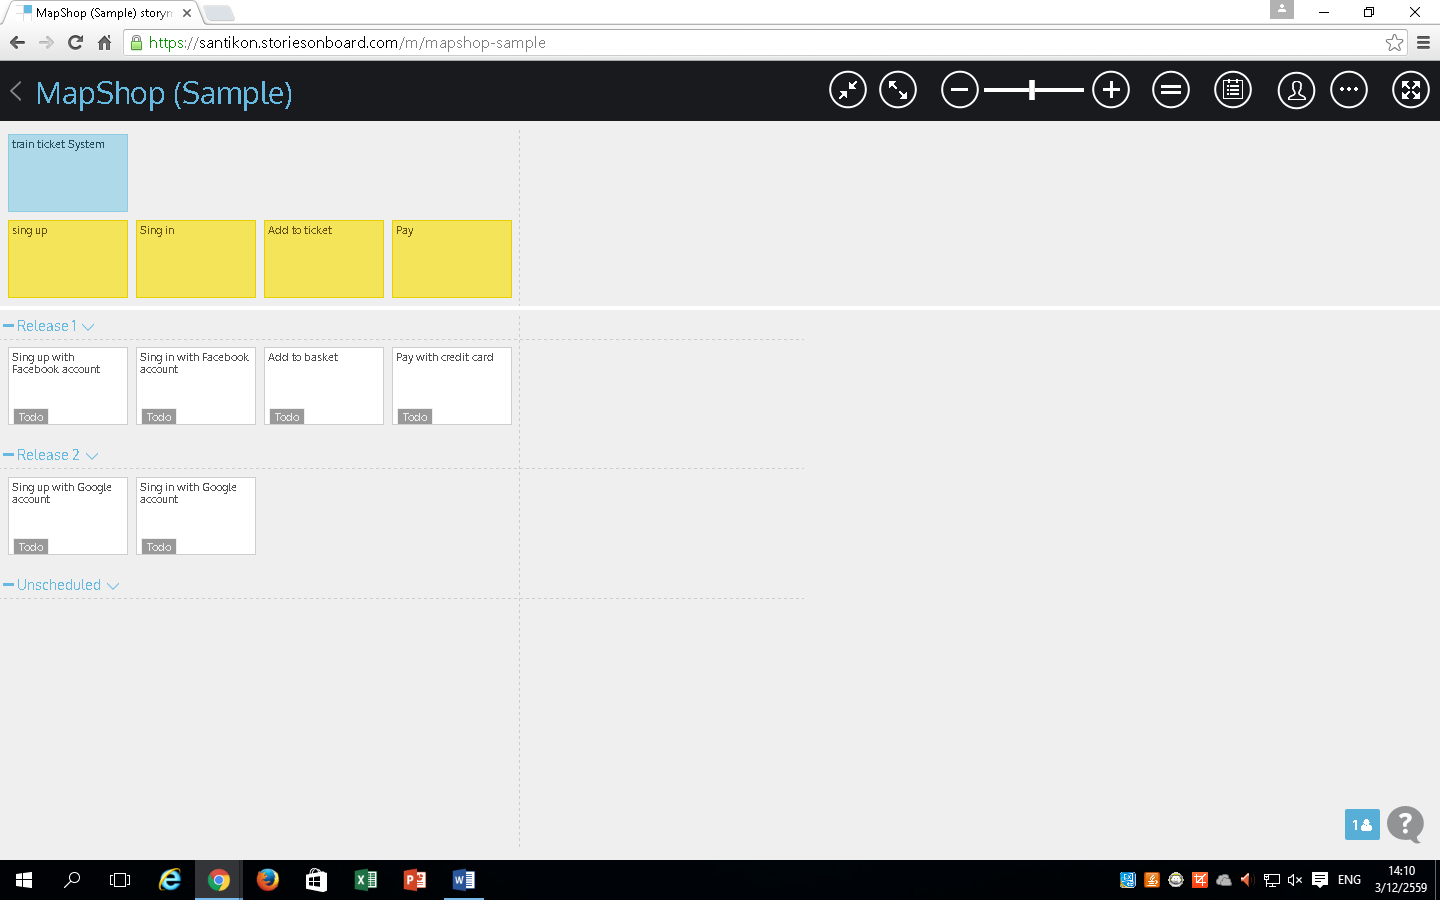 MapShop (Sample) story
https://santikon.storiesonboard.com/m/mapshop-sample
MapShop (Sample)
train ticket System
sing up
Sing in
Add to ticket
Pay
Release 1
Sing up with
Facebook account
Todo
Sing in with Facebook
account
Todo
Add to basket
Todo
Pay with credit card
Todo
Release 2
Sing up with Google
account
Todo
Sing in with Google
account
Todo
Unscheduled
1
?
ENG
14:10
3/12/2559